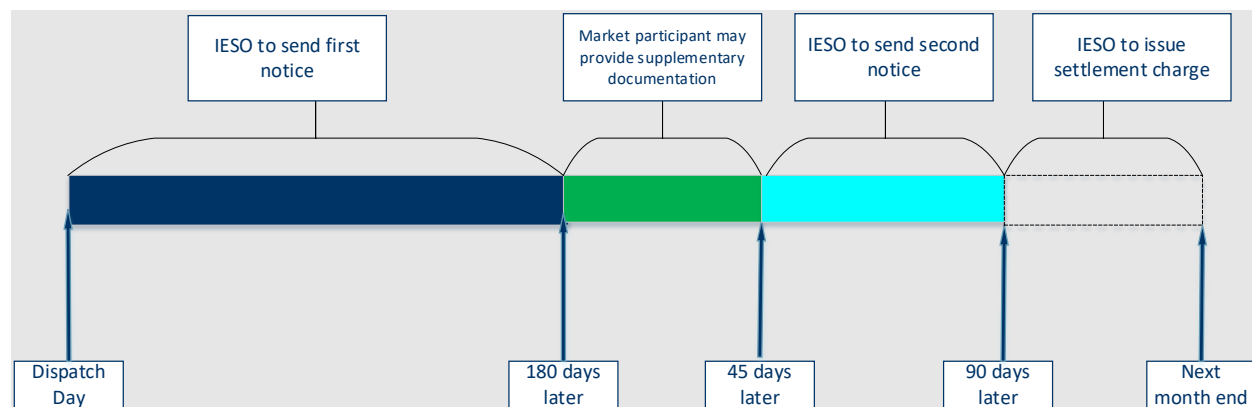 IESO to send first
notice
Market participant may
provide supplementary
documentation
IESO to send second
notice
IESO to issue
settlement charge
Dispatch
Day
180 days
later
45 days
later
90 days
later
Next
month end